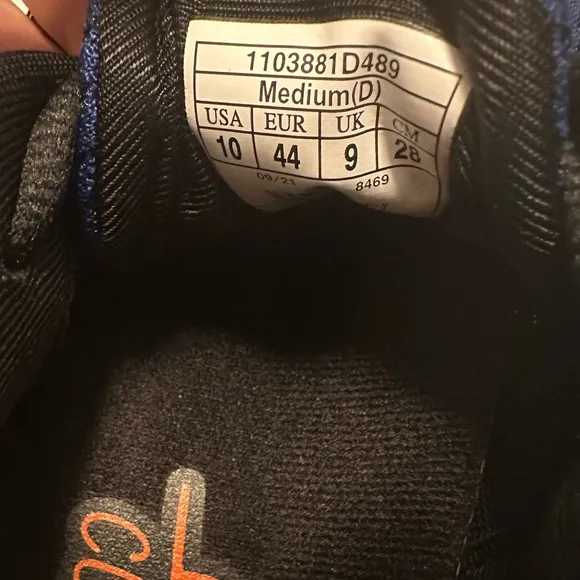 1103881D489
Medium(D)
USA EUR UK CM
10 44 9 28
09/21 8469